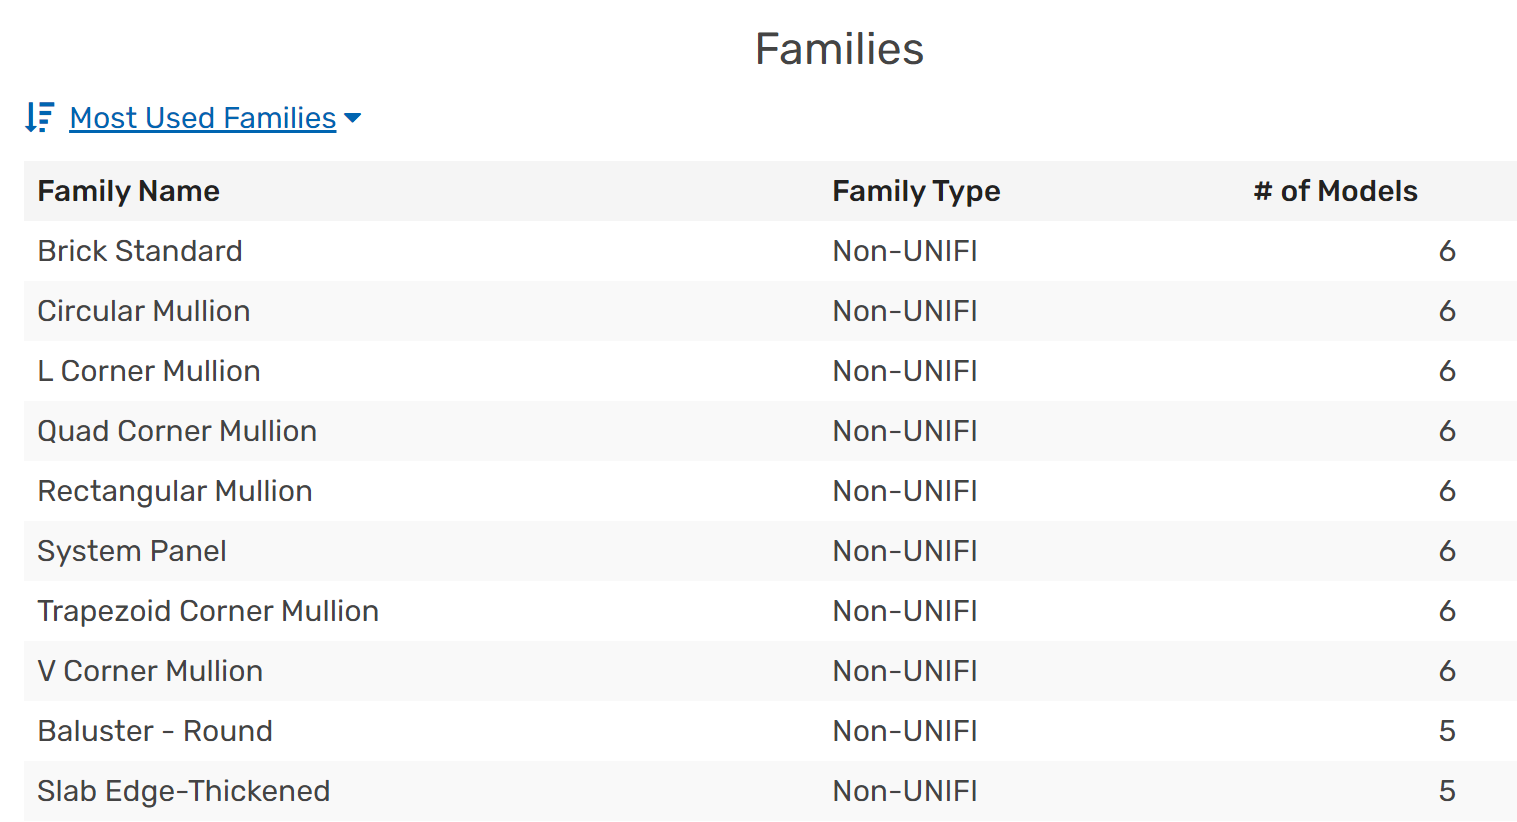 Families
Most Used Families
Family Name Family Type # of Models
Brick Standard Non-UNIFI 6
Circular Mullion Non-UNIFI 6
L Corner Mullion Non-UNIFI 6
Quad Corner Mullion Non-UNIFI 6
Rectangular Mullion Non-UNIFI 6
System Panel Non-UNIFI 6
Trapezoid Corner Mullion Non-UNIFI 6
V Corner Mullion Non-UNIFI 6
Baluster - Round Non-UNIFI 5
Slab Edge-Thickened Non-UNIFI 5